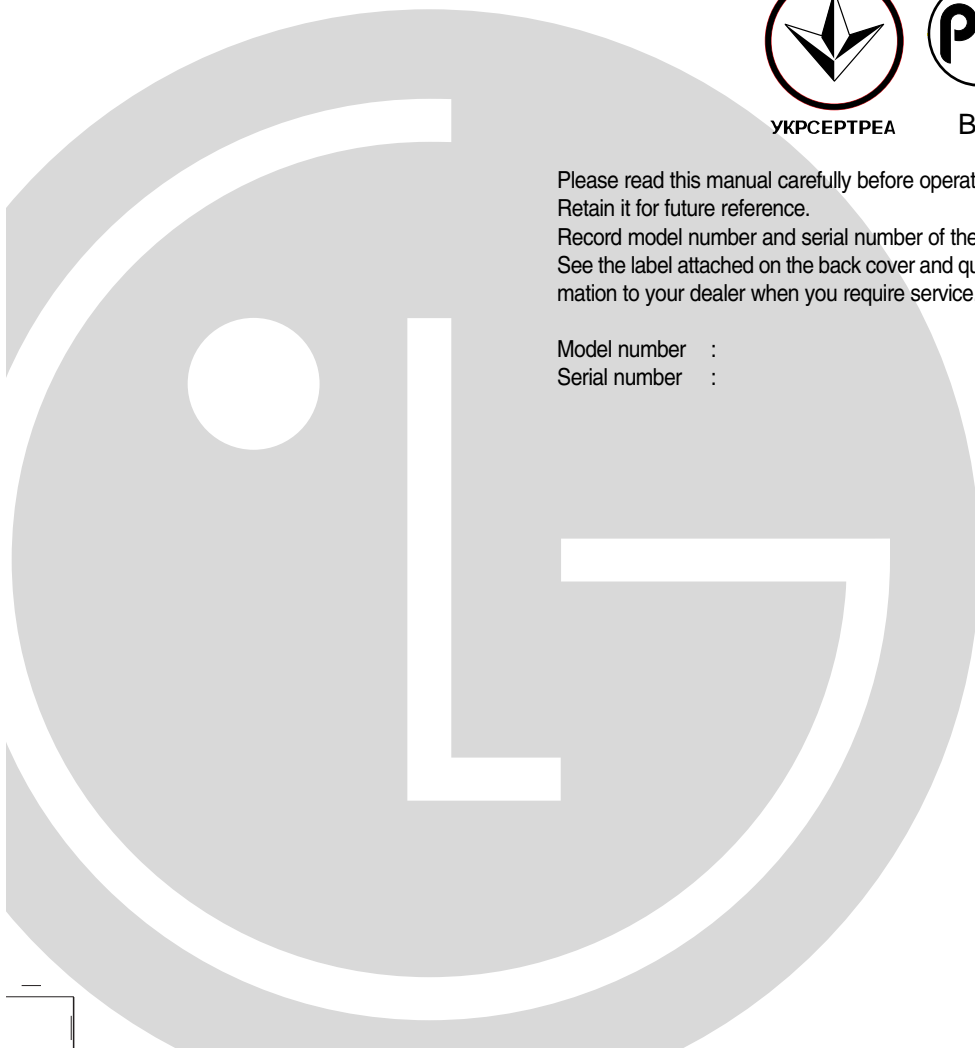 УКРСЕРТРЕА
Please read this manual carefully before
Retain it for future reference.
Record model number and serial number of the
See the label attached on the back cover and
mation to your dealer when you require service
Model number :
Serial number :